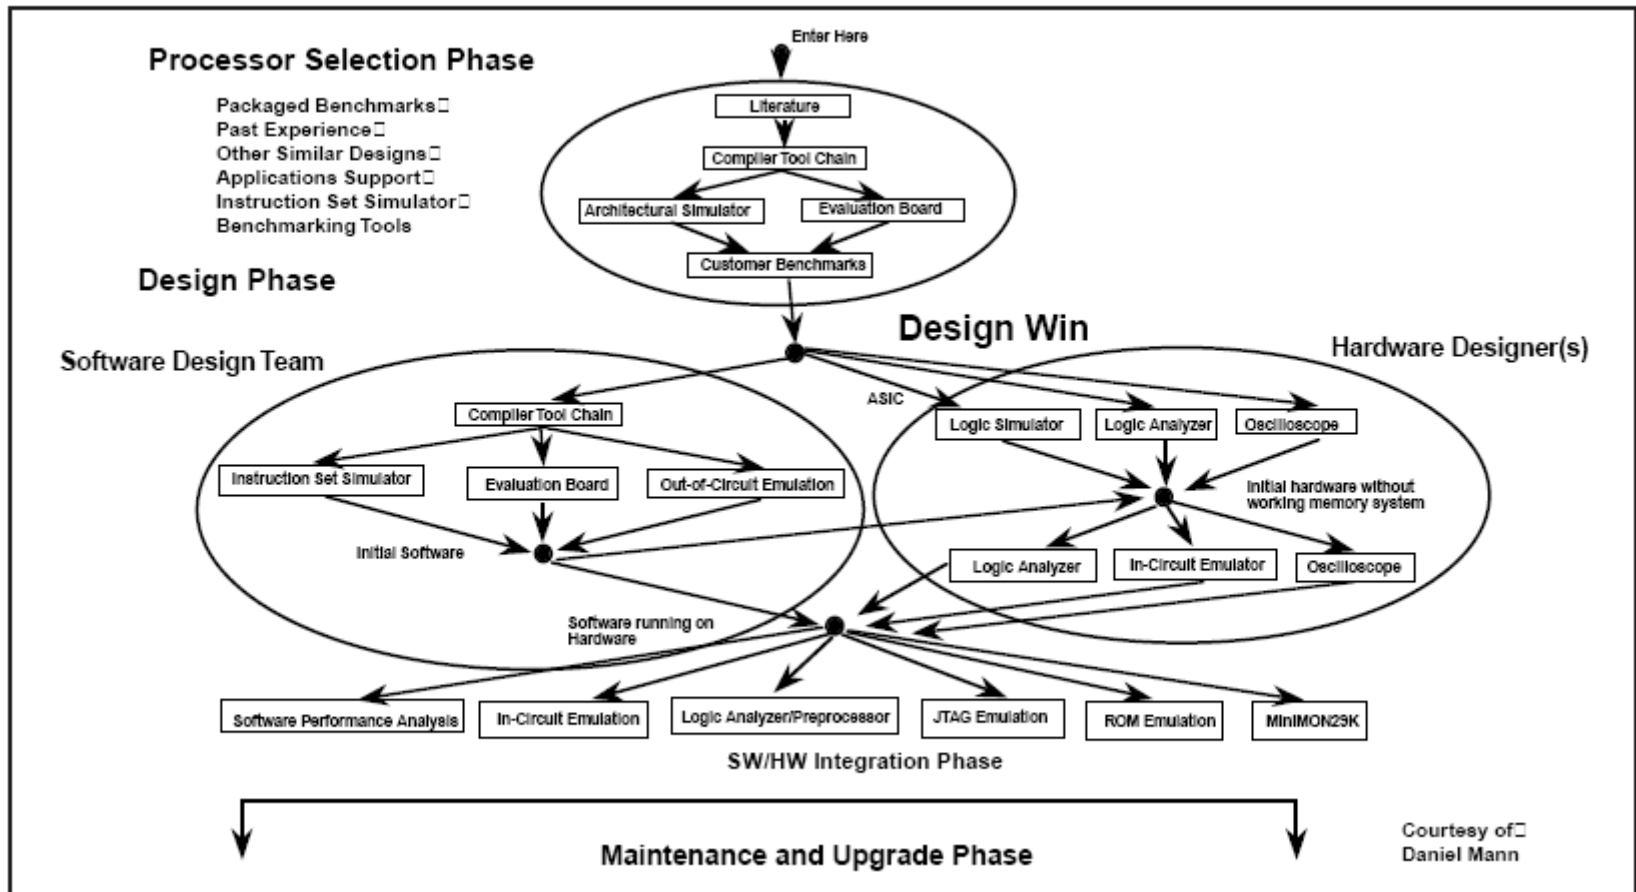 Enter Here
Processor Selection Phase
Packaged Benchmarks□
Past Experience□
Other Similar Designs□
Applications Support□
Instruction Set Simulator□
Benchmarking Tools
Literature
Compiler Tool Chain
Architectural Simulator
Evaluation Board
Customer Benchmarks
Design Phase
Design Win
Software Design Team
Hardware Designer(s)
ASIC
Compiler Tool Chain
Logic Simulator
Logic Analyzer
Oscilloscope
Instruction Set Simulator
Evaluation Board
Out-of-Circuit Emulation
Initial hardware without
working memory system
Initial Software
Logic Analyzer
In-Circuit Emulator
Oscilloscope
Software running on
Hardware
Software Performance Analysis
In-Circuit Emulation
Logic Analyzer/Preprocessor
JTAG Emulation
ROM Emulation
MiniMON29K
SW/HW Integration Phase
Maintenance and Upgrade Phase
Courtesy of□
Daniel Mann